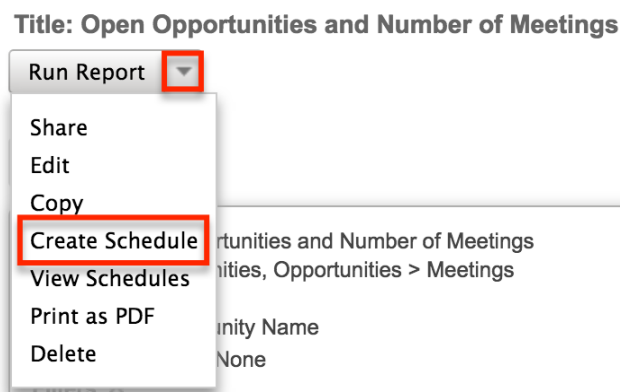 Title: Open Opportunities and Number of Meetings
Run Report
Share
Edit
Copy
Create Schedule
rtunities and Number of Meetings
View Schedules
nities, Opportunities > Meetings
Print as PDF
unity Name
Delete
None